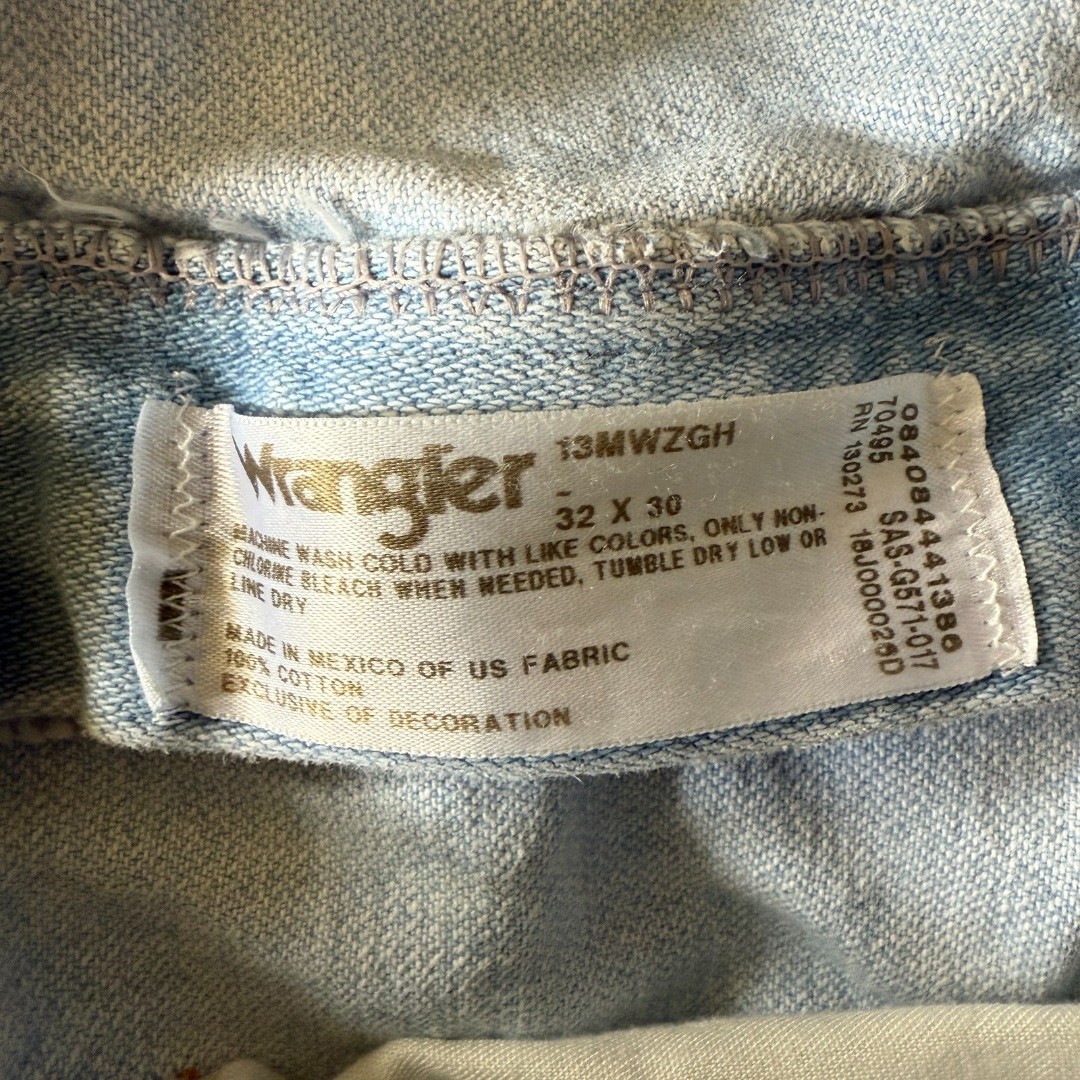 Wrangler
13MWZGH
-
32 X 30
MACHINE WASH COLD WITH LIKE COLORS, ONLY NON-
CHLORINE BLEACH WHEN NEEDED, TUMBLE DRY LOW OR
LINE DRY
MADE IN MEXICO OF US FABRIC
100% COTTON
EXCLUSIVE OF DECORATION
084084441386
70495 SAS-G571-017
RN 130273 18J000026D